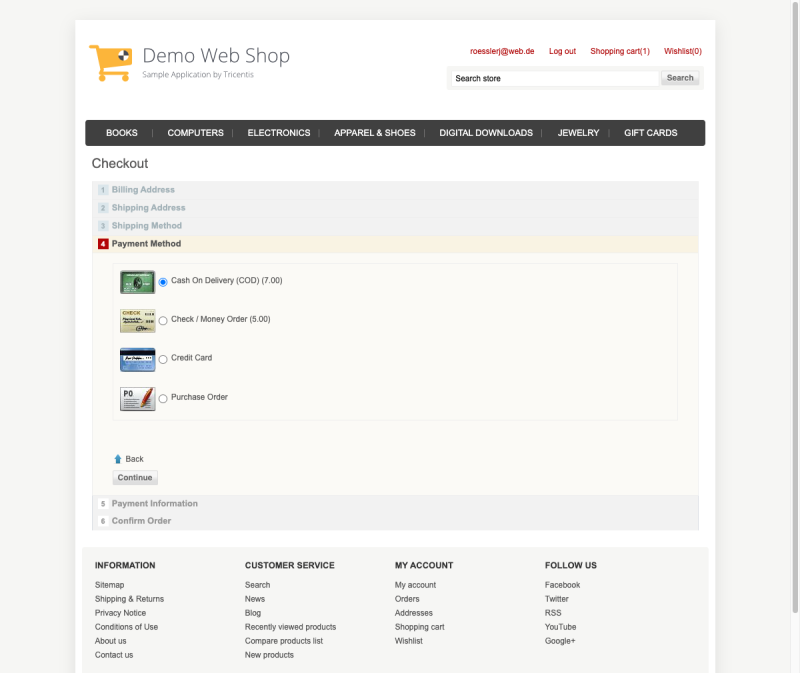 Demo Web Shop
Sample Application by Tricentis
roesslerj@web.de Log out Shopping cart(1) Wishlist(0)
Search store Search
BOOKS COMPUTERS ELECTRONICS APPAREL & SHOES DIGITAL DOWNLOADS JEWELRY GIFT CARDS
Checkout
1 Billing Address
2 Shipping Address
3 Shipping Method
4 Payment Method
Cash On Delivery (COD) (7.00)
CHECK
Check / Money Order (5.00)
Credit Card
PO
Purchase Order
Back
Continue
5 Payment Information
6 Confirm Order
INFORMATION CUSTOMER SERVICE MY ACCOUNT FOLLOW US
Sitemap Search My account Facebook
Shipping & Returns News Orders Twitter
Privacy Notice Blog Addresses RSS
Conditions of Use Recently viewed products Shopping cart YouTube
About us Compare products list Wishlist Google+
Contact us New products